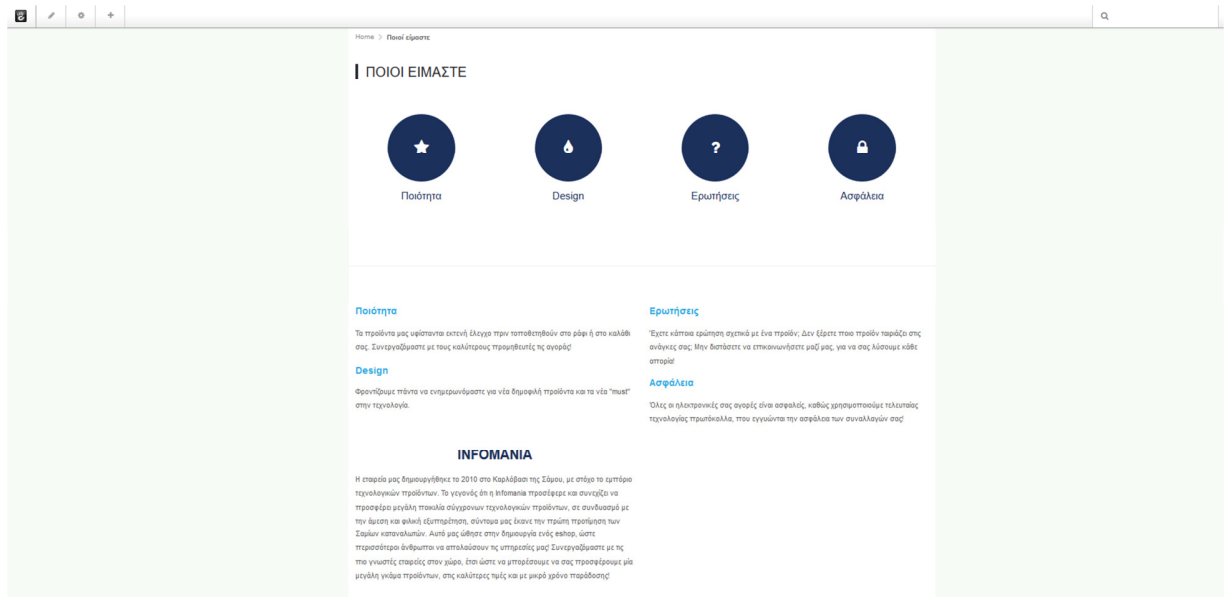 Home > Ποιοί είμαστε
ΠΟΙΟΙ ΕΙΜΑΣΤΕ
Ποιότητα
Design
?
Ερωτήσεις
Ασφάλεια
Ποιότητα
Τα προϊόντα μας υφίστανται εκτενή έλεγχο πριν τοποθετηθούν στο ράφι ή στο καλάθι
σας. Συνεργαζόμαστε με τους καλύτερους προμηθευτές τις αγοράς!
Design
Φροντίζουμε πάντα να ενημερωνόμαστε για νέα δημοφιλή προϊόντα και τα νέα "must"
στην τεχνολογία.
Ερωτήσεις
Έχετε κάποια ερώτηση σχετικά με ένα προϊόν; Δεν ξέρετε ποιο προϊόν ταιριάζει στις
ανάγκες σας; Μην διστάσετε να επικοινωνήσετε μαζί μας, για να σας λύσουμε κάθε
απορία!
Ασφάλεια
Όλες οι ηλεκτρονικές σας αγορές είναι ασφαλείς, καθώς χρησιμοποιούμε τελευταίας
τεχνολογίας πρωτόκολλα, που εγγυώνται την ασφάλεια των συναλλαγών σας!
INFOMANIA
Η εταιρεία μας δημιουργήθηκε το 2010 στο Καρλόβασι της Σάμου, με στόχο το εμπόριο
τεχνολογικών προϊόντων. Το γεγονός ότι η Infomania προσέφερε και συνεχίζει να
προσφέρει μεγάλη ποικιλία σύγχρονων τεχνολογικών προϊόντων, σε συνδυασμό με
την άμεση και φιλική εξυπηρέτηση, σύντομα μας έκανε την πρώτη προτίμηση των
Σαμίων καταναλωτών. Αυτό μας ώθησε στην δημιουργία ενός eshop, ώστε
περισσότεροι άνθρωποι να απολαύσουν τις υπηρεσίες μας! Συνεργαζόμαστε με τις
πιο γνωστές εταιρείες στον χώρο, έτσι ώστε να μπορέσουμε να σας προσφέρουμε μία
μεγάλη γκάμα προϊόντων, στις καλύτερες τιμές και με μικρό χρόνο παράδοσης!